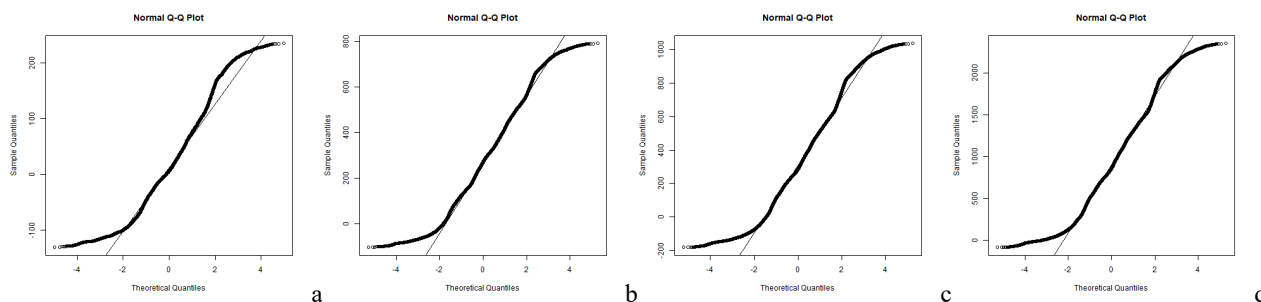 Normal Q-Q Plot
Sample Quantiles
-100 0 100 200
-4 -2 0 2 4
Theoretical Quantiles
a
Normal Q-Q Plot
Sample Quantiles
0 200 400 600 800
-4 -2 0 2 4
Theoretical Quantiles
b
Normal Q-Q Plot
Sample Quantiles
-200 0 200 400 600 800 1000
-4 -2 0 2 4
Theoretical Quantiles
c
Normal Q-Q Plot
Sample Quantiles
0 500 1000 1500 2000
-4 -2 0 2 4
Theoretical Quantiles